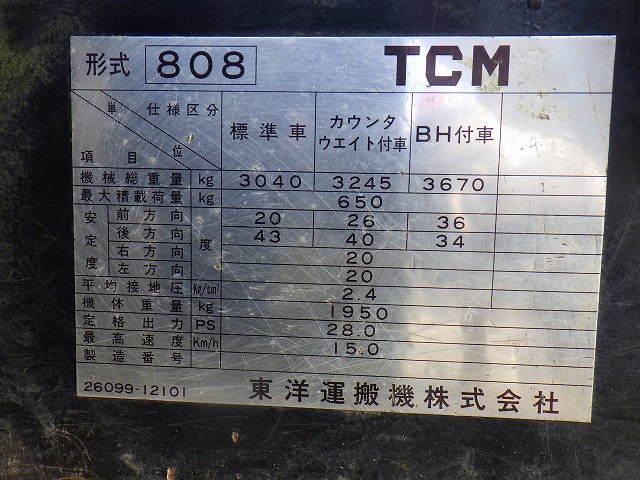 形式 808 TCM
単位 仕様区分 項目 標準車 カウンタウエイト付車 BH付車
機械総重量 kg 3040 3245 3670
最大積載荷量 kg 650
安定度 前方向 度 20 26 36
後方向 43 40 34
右方向 20
左方向 20
平均接地圧 Kg/cm² 2.4
機体重量 kg 1950
定格出力 PS 28.0
最高速度 Km/h 15.0
製造番号
26099-12101 東洋運搬機株式会社